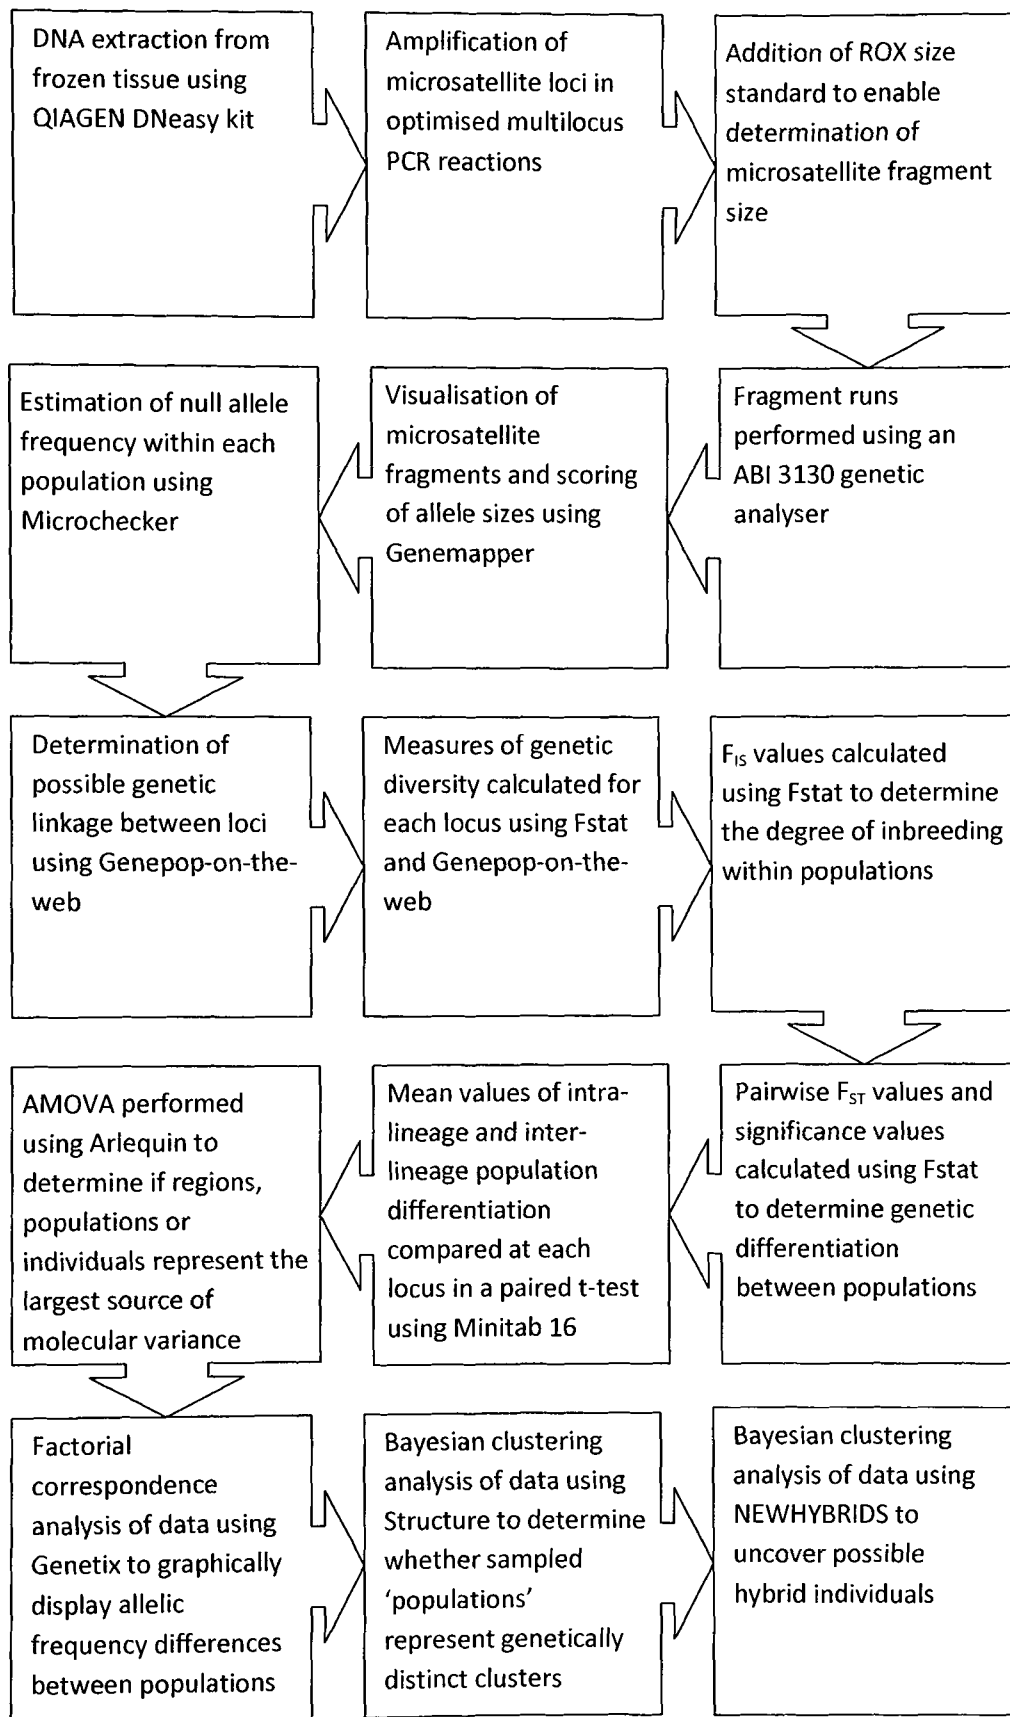 DNA extraction from
frozen tissue using
QIAGEN DNeasy kit
Amplification of
microsatellite loci in
optimised multilocus
PCR reactions
Addition of ROX size
standard to enable
determination of
microsatellite fragment
size
Fragment runs
performed using an
ABI 3130 genetic
analyser
Visualisation of
microsatellite
fragments and scoring
of allele sizes using
Genemapper
Estimation of null allele
frequency within each
population using
Microchecker
Determination of
possible genetic
linkage between loci
using Genepop-on-the-
web
Measures of genetic
diversity calculated for
each locus using Fstat
and Genepop-on-the-
web
FIS values calculated
using Fstat to determine
the degree of inbreeding
within populations
Pairwise FST values and
significance values
calculated using Fstat
to determine genetic
differentiation
between populations
Mean values of intra-
lineage and inter-
lineage population
differentiation
compared at each
locus in a paired t-test
using Minitab 16
AMOVA performed
using Arlequin to
determine if regions,
populations or
individuals represent the
largest source of
molecular variance
Factorial
correspondence
analysis of data using
Genetix to graphically
display allelic
frequency differences
between populations
Bayesian clustering
analysis of data using
Structure to determine
whether sampled
‘populations’
represent genetically
distinct clusters
Bayesian clustering
analysis of data using
NEWHYBRIDS to
uncover possible
hybrid individuals